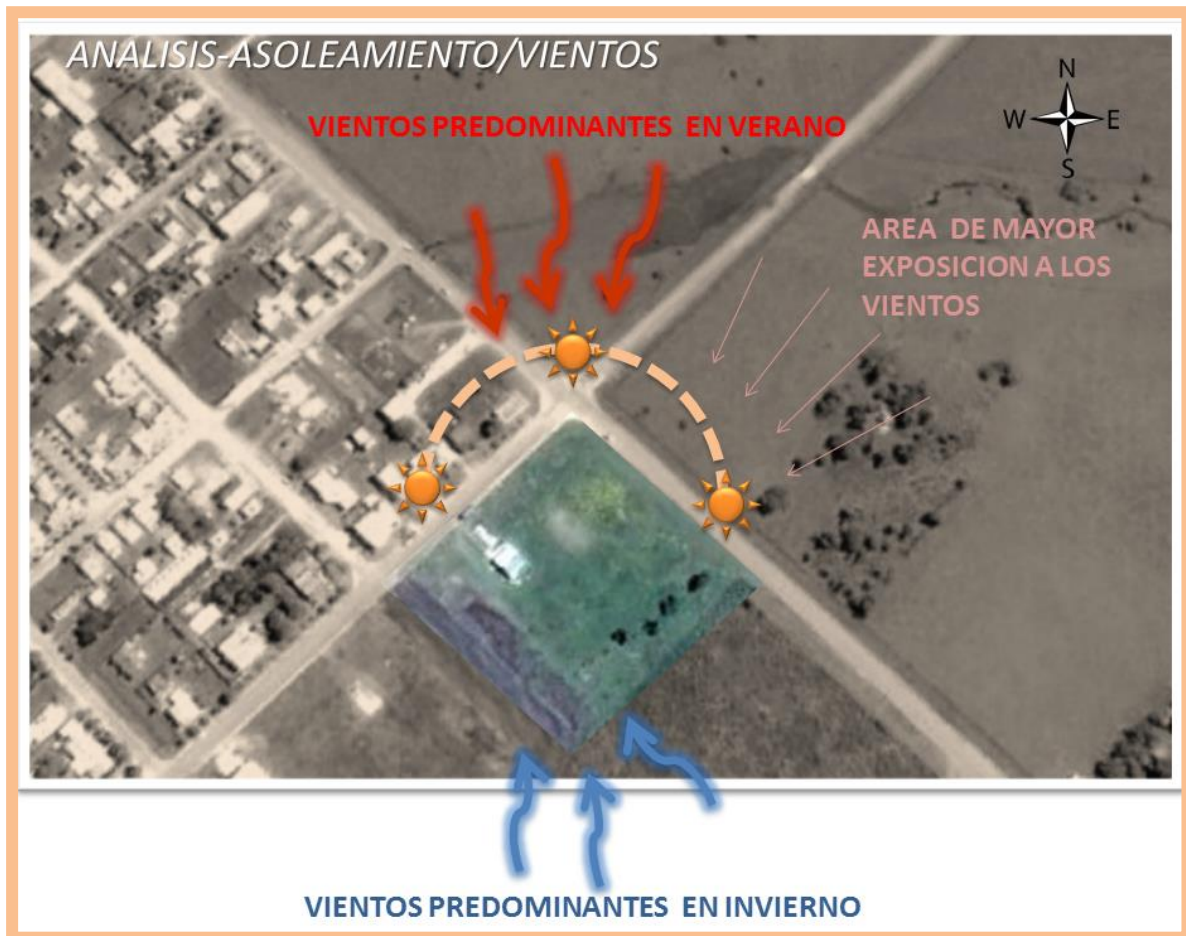 ANALISIS-ASOLEAMIENTO/VIENTOS
VIENTOS PREDOMINANTES EN VERANO
N
W E
S
AREA DE MAYOR
EXPOSICION A LOS
VIENTOS
VIENTOS PREDOMINANTES EN INVIERNO